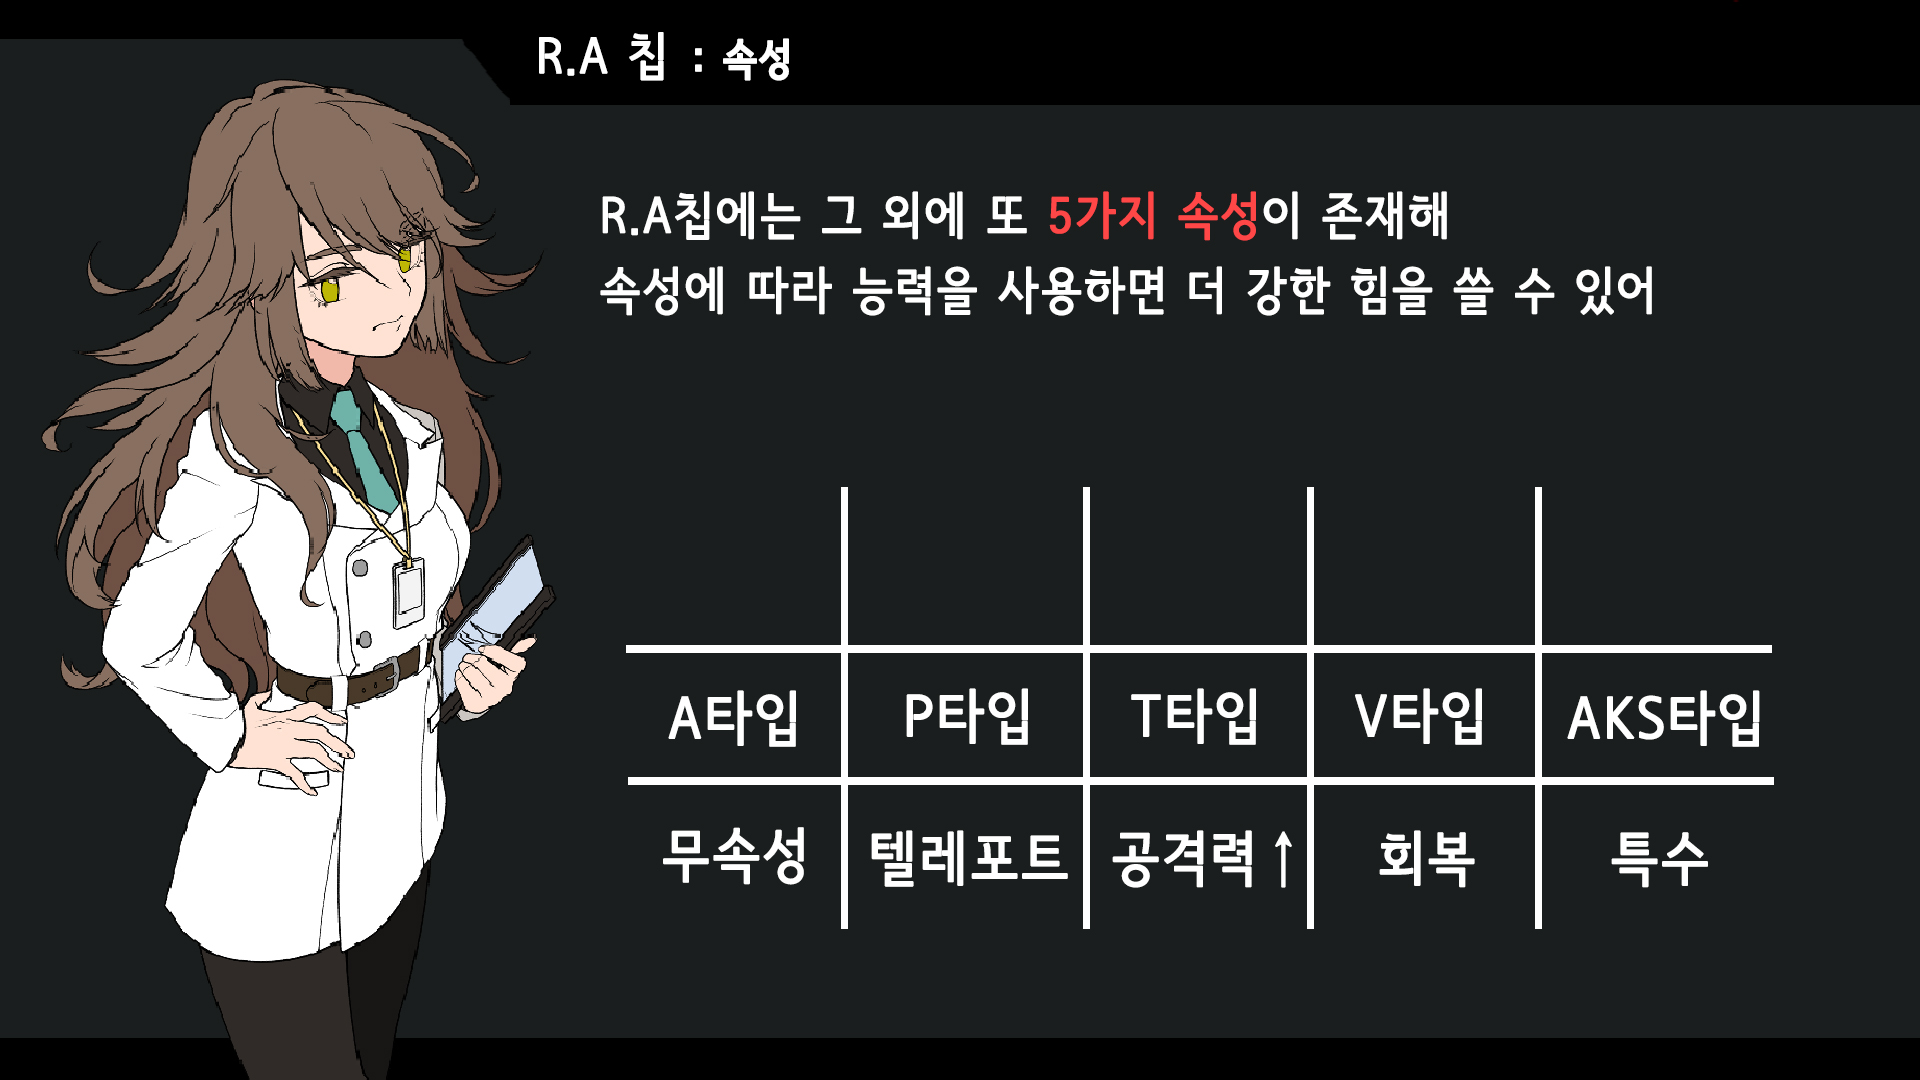 R.A 칩 : 속성
R.A칩에는 그 외에 또 5가지 속성이 존재해
속성에 따라 능력을 사용하면 더 강한 힘을 쓸 수 있어
A타입 P타입 T타입 V타입 AKS타입
무속성 텔레포트 공격력↑ 회복 특수